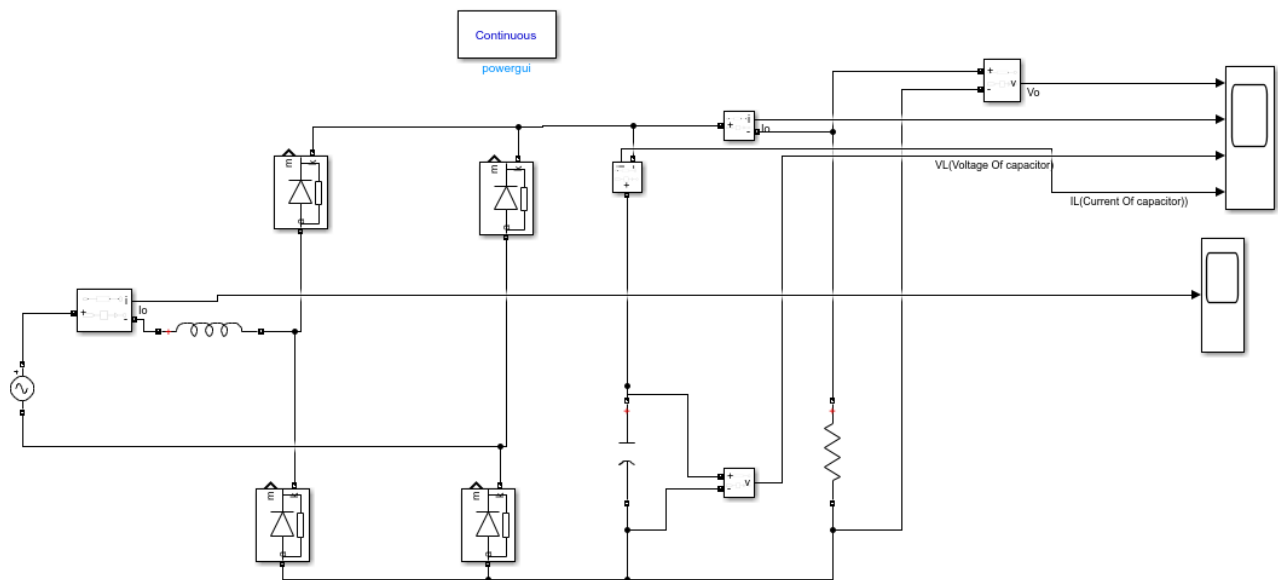 Continuous
powergui
+
-
v
Vo
+
i
-
Io
m
k
a
m
k
a
+
VL(Voltage Of capacitor)
IL(Current Of capacitor))
+
i
-
Io
+
+
+
+
+
-
v
m
k
a
m
k
a